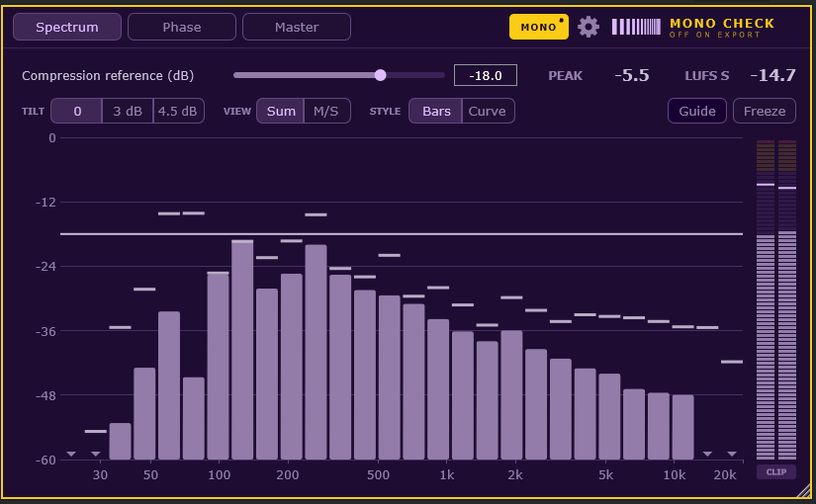 Spectrum Phase Master MONO MONO CHECK
OFF ON EXPORT
Compression reference (dB) -18.0 PEAK -5.5 LUFS S -14.7
TILT 0 3 dB 4.5 dB VIEW Sum M/S STYLE Bars Curve Guide Freeze
0
-12
-24
-36
-48
-60
30 50 100 200 500 1k 2k 5k 10k 20k CLIP